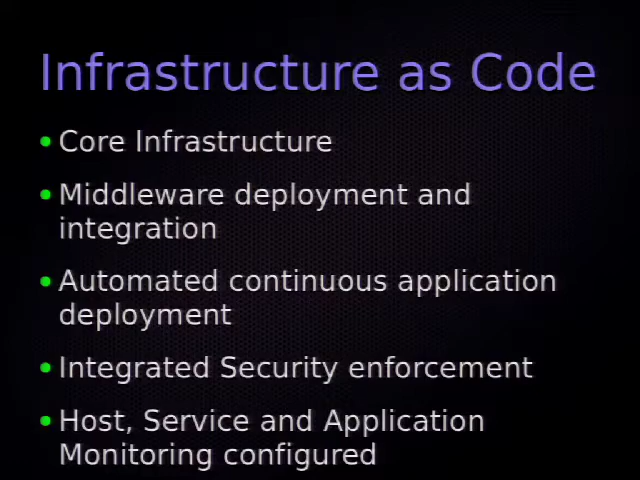 Infrastructure as Code
Core Infrastructure
Middleware deployment and
integration
Automated continuous application
deployment
Integrated Security enforcement
Host, Service and Application
Monitoring configured